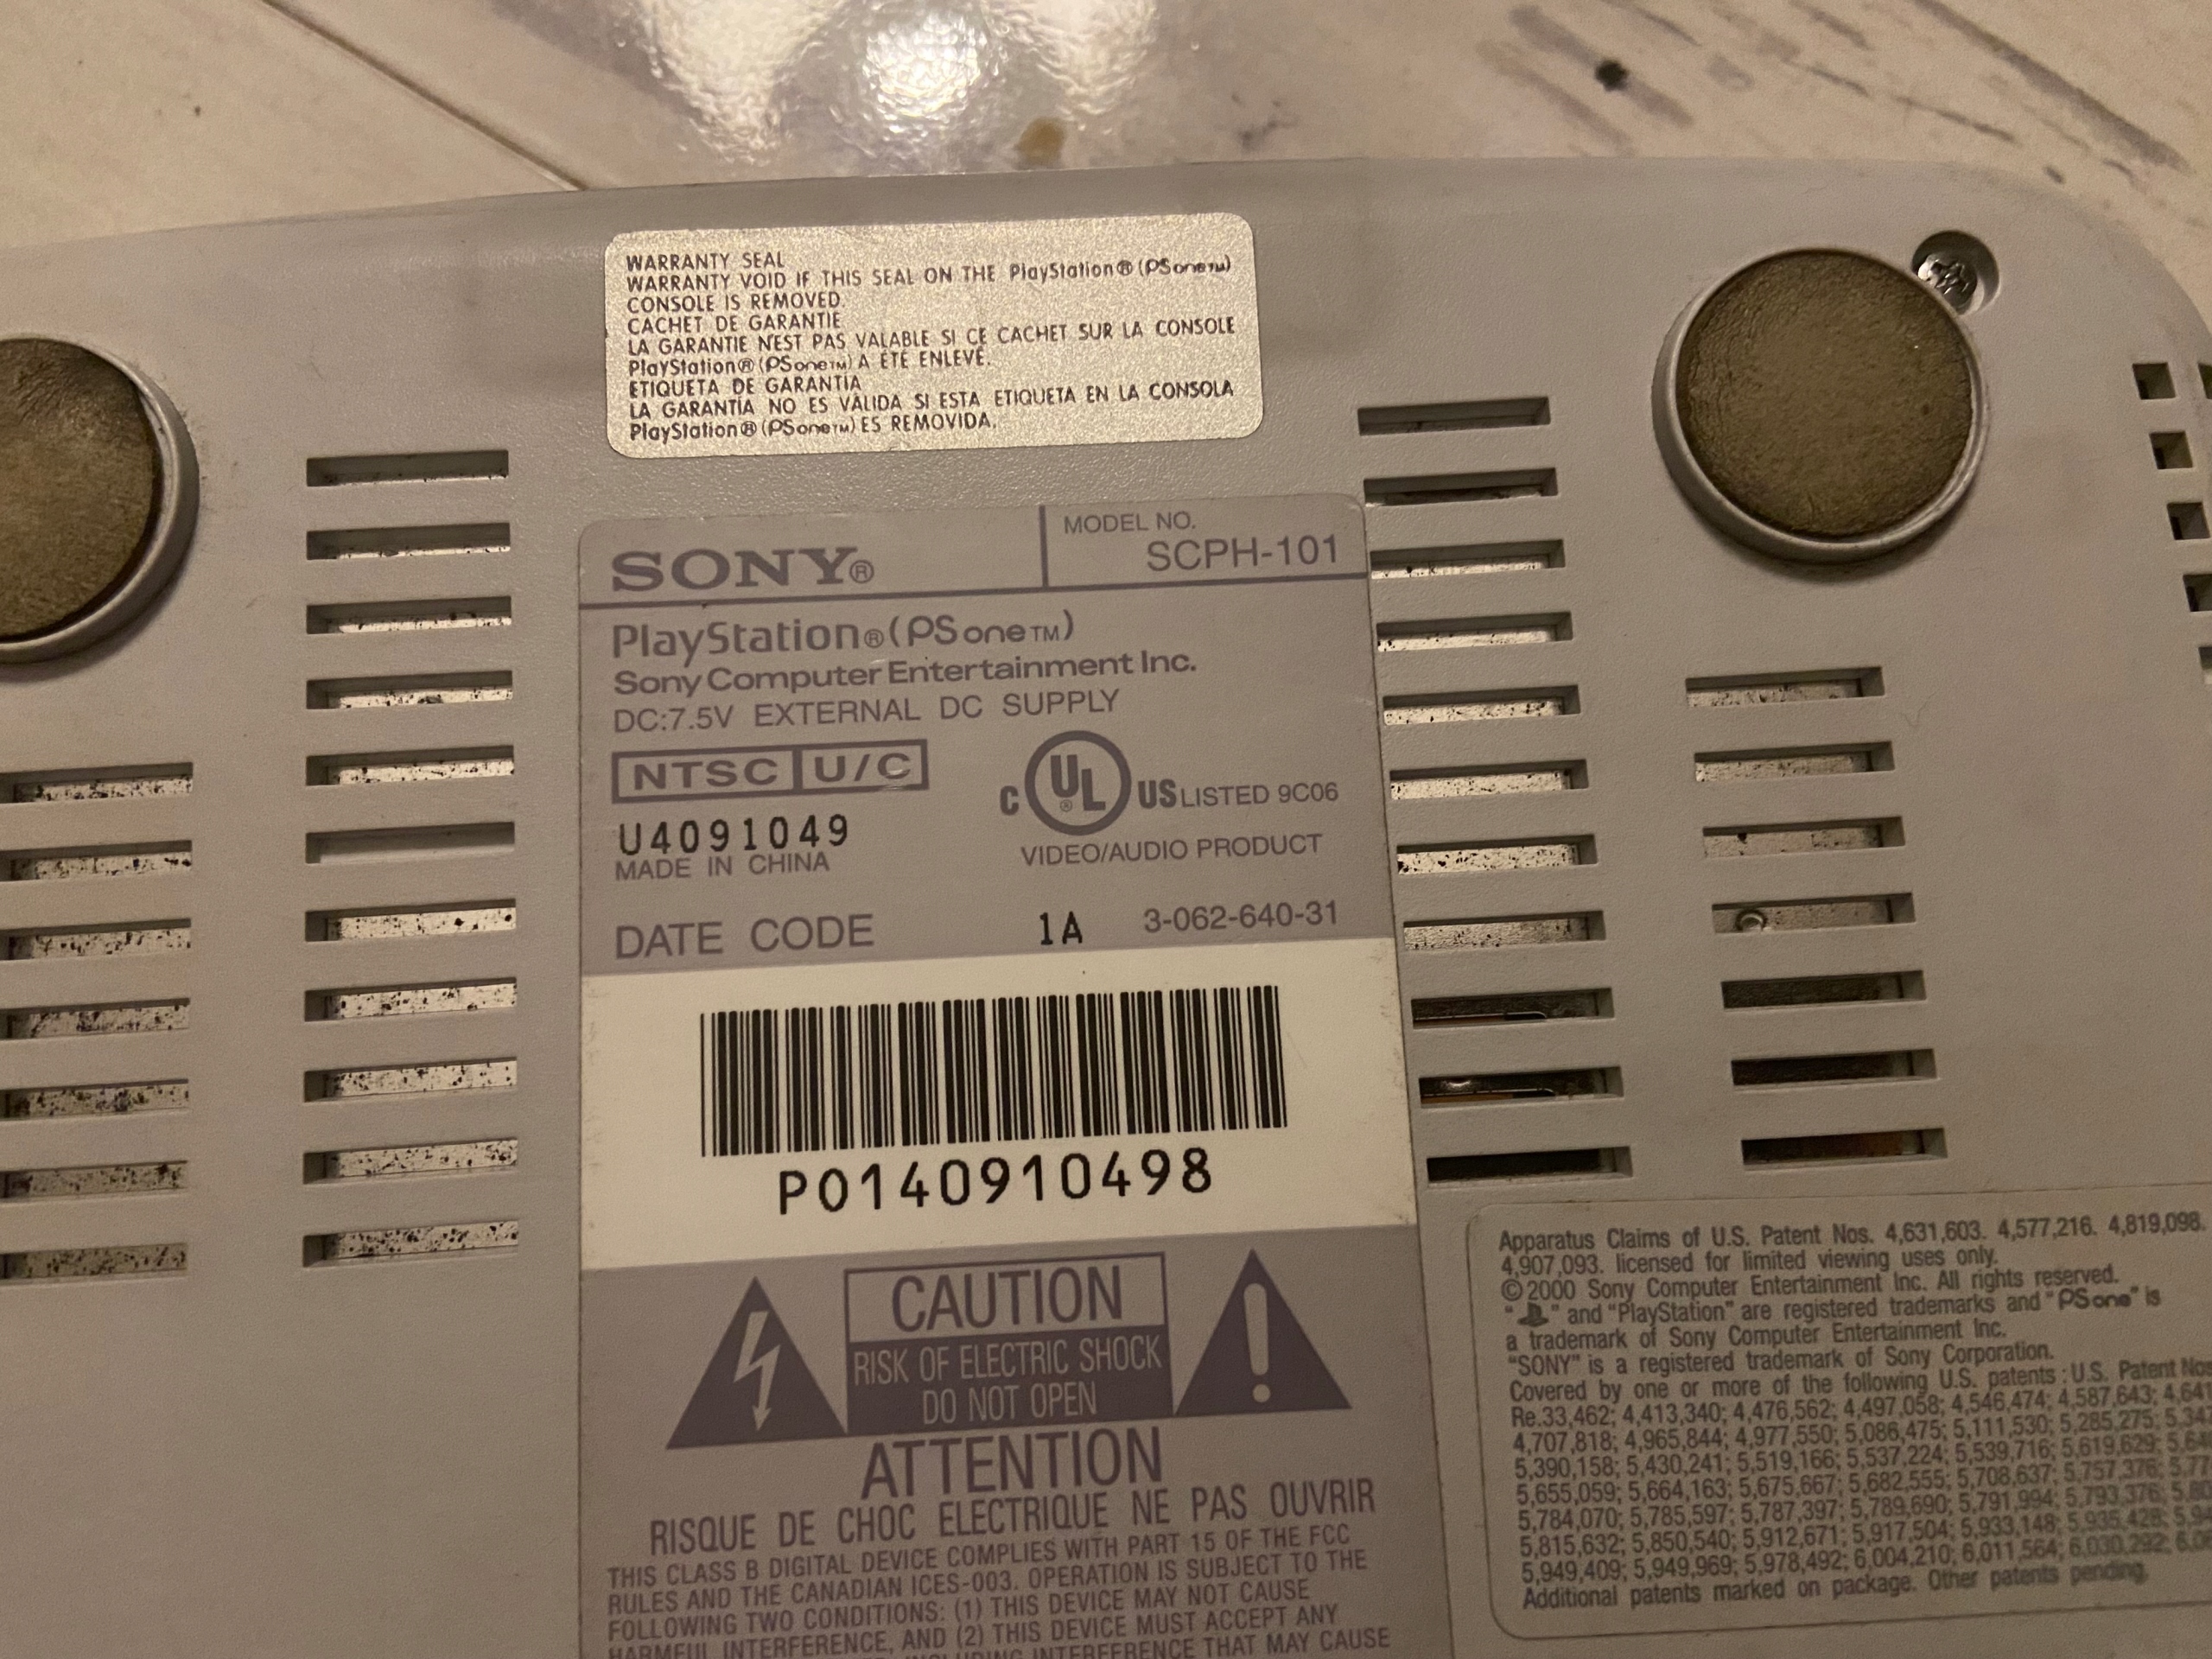 WARRANTY SEAL
WARRANTY VOID IF THIS SEAL ON THE PlayStation®(PSone™)
CONSOLE IS REMOVED.
CACHET DE GARANTIE
LA GARANTIE N'EST PAS VALABLE SI CE CACHET SUR LA CONSOLE
PlayStation®(PSone™) A ÉTÉ ENLEVÉ.
ETIQUETA DE GARANTÍA
LA GARANTÍA NO ES VÁLIDA SI ESTA ETIQUETA EN LA CONSOLA
PlayStation®(PSone™) ES REMOVIDA.
SONY®
MODEL NO.
SCPH-101
PlayStation®(PSone™)
Sony Computer Entertainment Inc.
DC:7.5V EXTERNAL DC SUPPLY
NTSC U/C
C UL® US LISTED 9C06
U4091049
MADE IN CHINA
VIDEO/AUDIO PRODUCT
DATE CODE 1A 3-062-640-31
P0140910498
CAUTION
RISK OF ELECTRIC SHOCK
DO NOT OPEN
ATTENTION
RISQUE DE CHOC ELECTRIQUE NE PAS OUVRIR
THIS CLASS B DIGITAL DEVICE COMPLIES WITH PART 15 OF THE FCC
RULES AND THE CANADIAN ICES-003. OPERATION IS SUBJECT TO THE
FOLLOWING TWO CONDITIONS: (1) THIS DEVICE MAY NOT CAUSE
HARMFUL INTERFERENCE, AND (2) THIS DEVICE MUST ACCEPT ANY
INCLUDING INTERFERENCE THAT MAY CAUSE
Apparatus Claims of U.S. Patent Nos. 4,631,603. 4,577,216. 4,819,098.
4,907,093. licensed for limited viewing uses only.
©2000 Sony Computer Entertainment Inc. All rights reserved.
" " and "PlayStation" are registered trademarks and "PSone" is
a trademark of Sony Computer Entertainment Inc.
"SONY" is a registered trademark of Sony Corporation.
Covered by one or more of the following U.S. patents : U.S. Patent Nos
Re.33,462; 4,413,340; 4,476,562; 4,497,058; 4,546,474; 4,587,643; 4,641
4,707,818; 4,965,844; 4,977,550; 5,086,475; 5,111,530; 5,285,275; 5,347
5,390,158; 5,430,241; 5,519,166; 5,537,224; 5,539,716; 5,619,629;
5,655,059; 5,664,163; 5,675,667; 5,682,555; 5,708,637; 5,757,376;
5,784,070; 5,785,597; 5,787,397; 5,789,690; 5,791,994; 5,793,376;
5,815,632; 5,850,540; 5,912,671; 5,917,504; 5,933,148; 5,935,428;
5,949,409; 5,949,969; 5,978,492; 6,004,210; 6,011,564; 6,030,292;
Additional patents marked on package. Other patents pending.